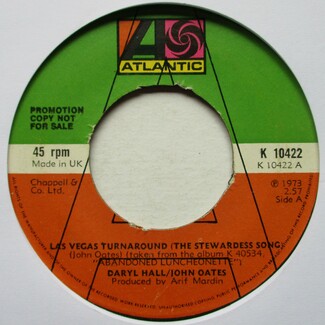 ATLANTIC
PROMOTION
COPY NOT
FOR SALE
45 rpm
Made in UK
K 10422
K 10422 A
Chappell &
Co. Ltd.
℗ 1973
2.57
Side A
LAS VEGAS TURNAROUND (THE STEWARDESS SONG)
(John Oates) (taken from the album K 40534,
"ABANDONED LUNCHEONETTE")
DARYL HALL/JOHN OATES
Produced by Arif Mardin